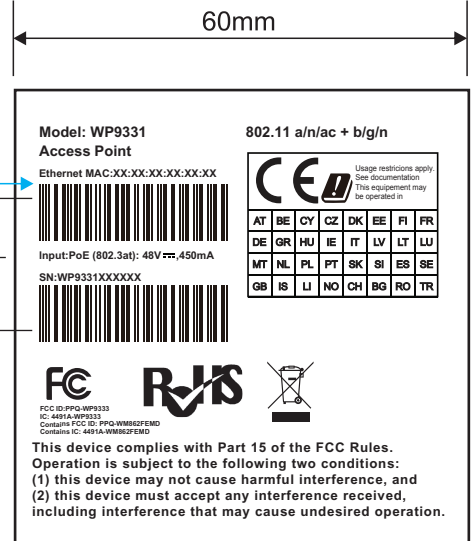 60mm
Model: WP9331
Access Point
802.11 a/n/ac + b/g/n
Ethernet MAC:XX:XX:XX:XX:XX:XX
Input:PoE (802.3at): 48V⎓,450mA
SN:WP9331XXXXXX
CE
Usage restricions apply.
See documentation
This equipement may
be operated in
AT BE CY CZ DK EE FI FR
DE GR HU IE IT LV LT LU
MT NL PL PT SK SI ES SE
GB IS LI NO CH BG RO TR
FC
RoHS
FCC ID:PPQ-WP9333
IC: 4491A-WP9333
Contains FCC ID: PPQ-WM862FEMD
Contains IC: 4491A-WM862FEMD
This device complies with Part 15 of the FCC Rules.
Operation is subject to the following two conditions:
(1) this device may not cause harmful interference, and
(2) this device must accept any interference received,
including interference that may cause undesired operation.